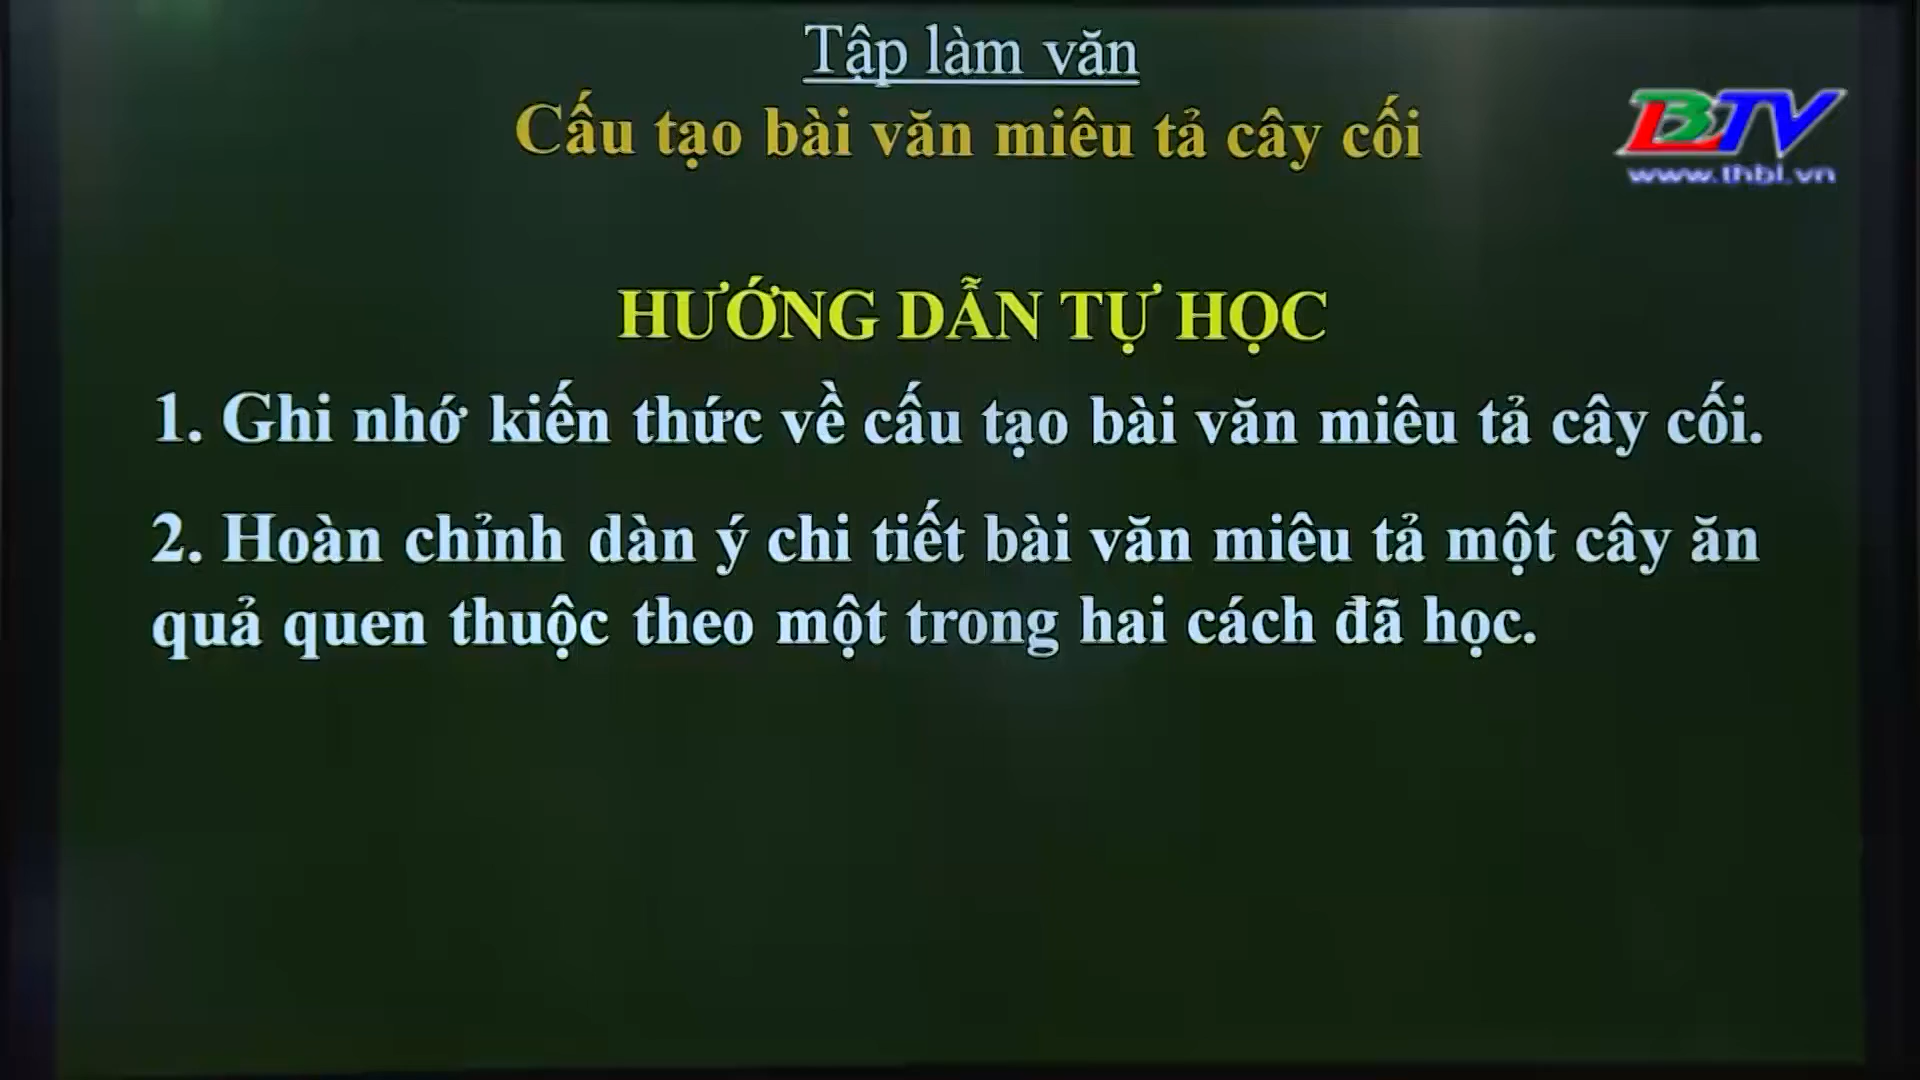 Tập làm văn
Cấu tạo bài văn miêu tả cây cối
BTV
www.thbl.vn
HƯỚNG DẪN TỰ HỌC
1. Ghi nhớ kiến thức về cấu tạo bài văn miêu tả cây cối.
2. Hoàn chỉnh dàn ý chi tiết bài văn miêu tả một cây ăn
quả quen thuộc theo một trong hai cách đã học.